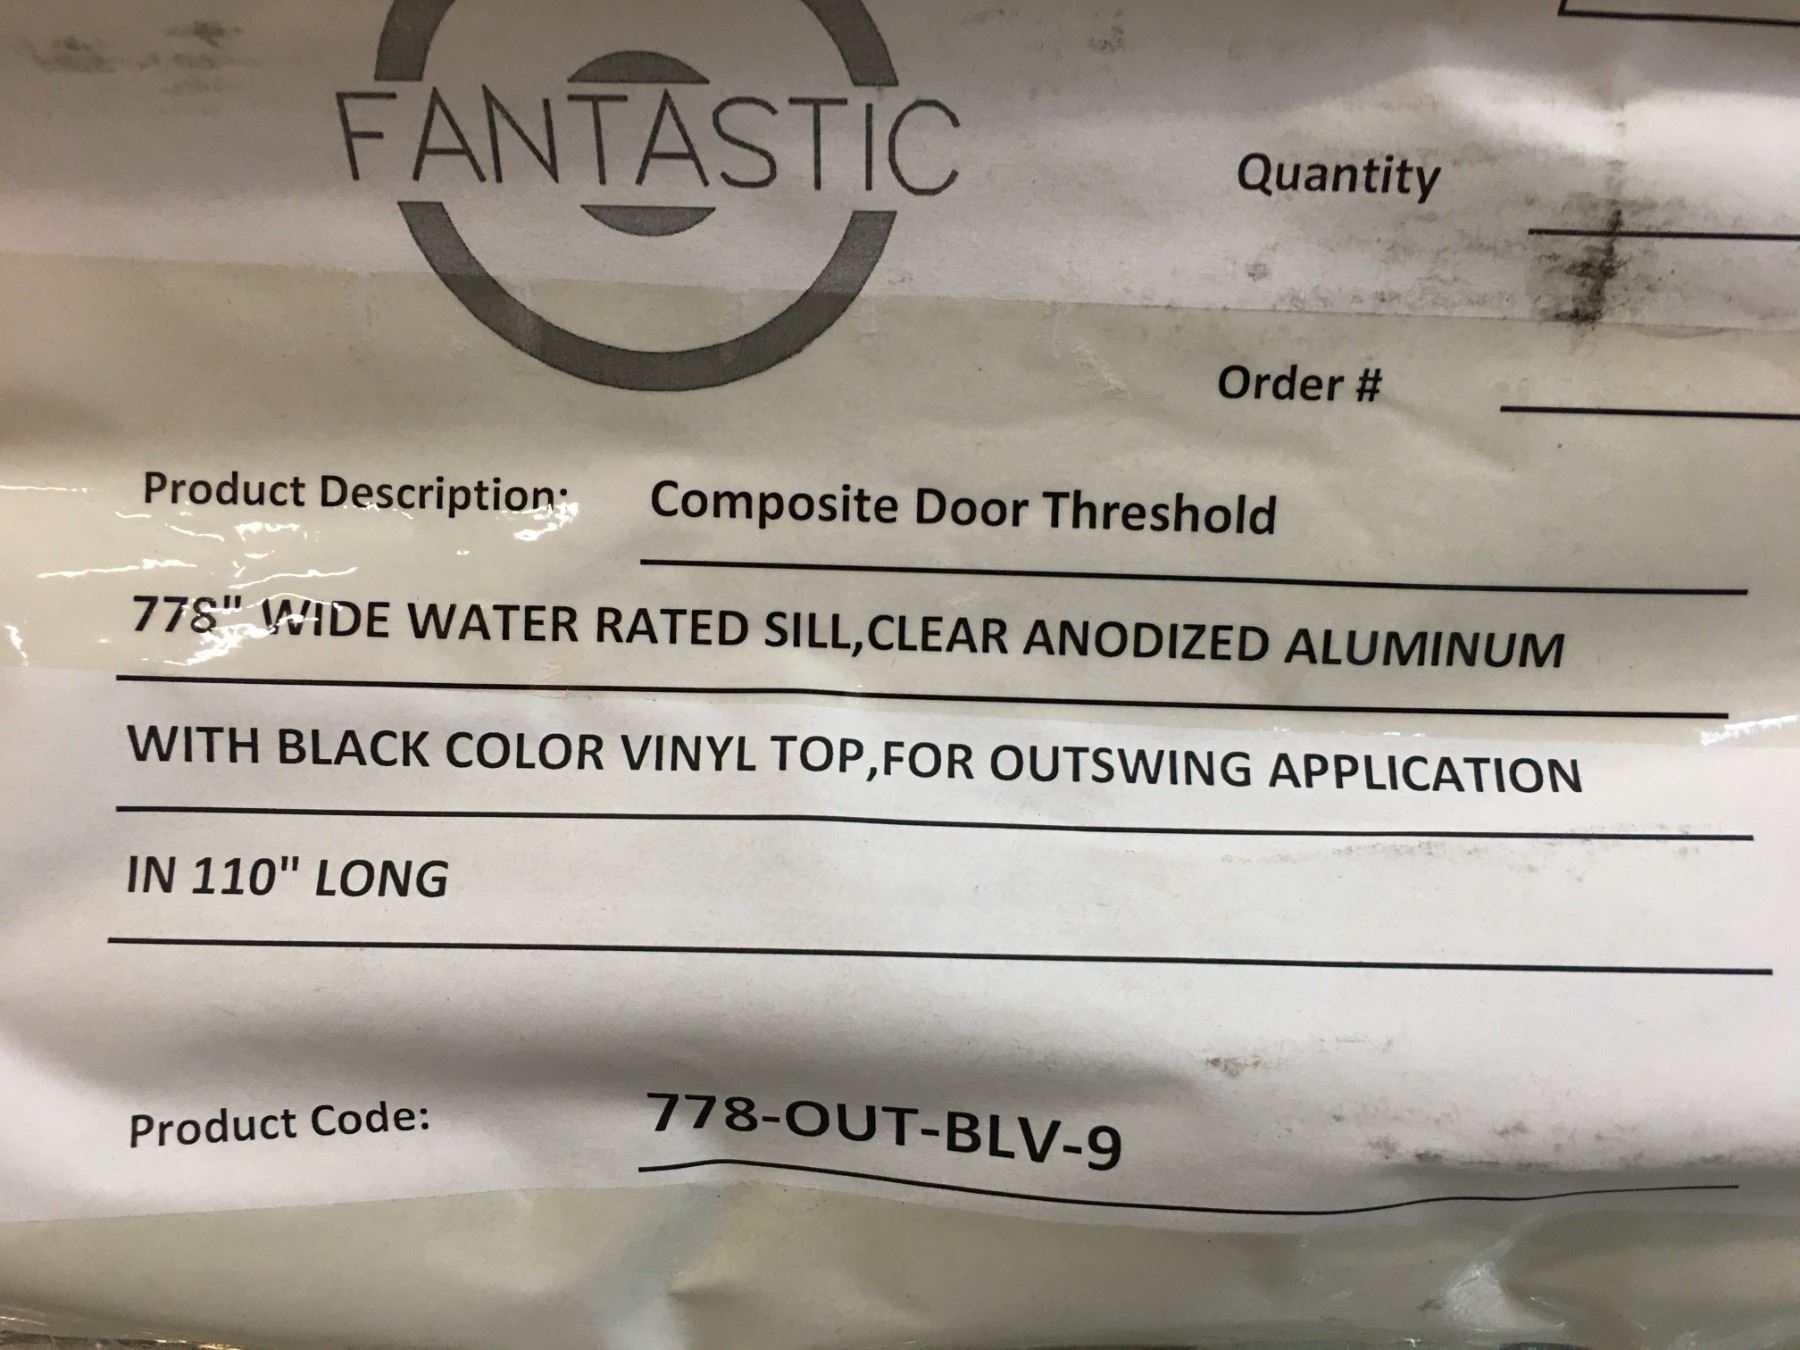 FANTASTIC
Quantity
Order #
Product Description: Composite Door Threshold
778" WIDE WATER RATED SILL,CLEAR ANODIZED ALUMINUM
WITH BLACK COLOR VINYL TOP,FOR OUTSWING APPLICATION
IN 110" LONG
Product Code: 778-OUT-BLV-9